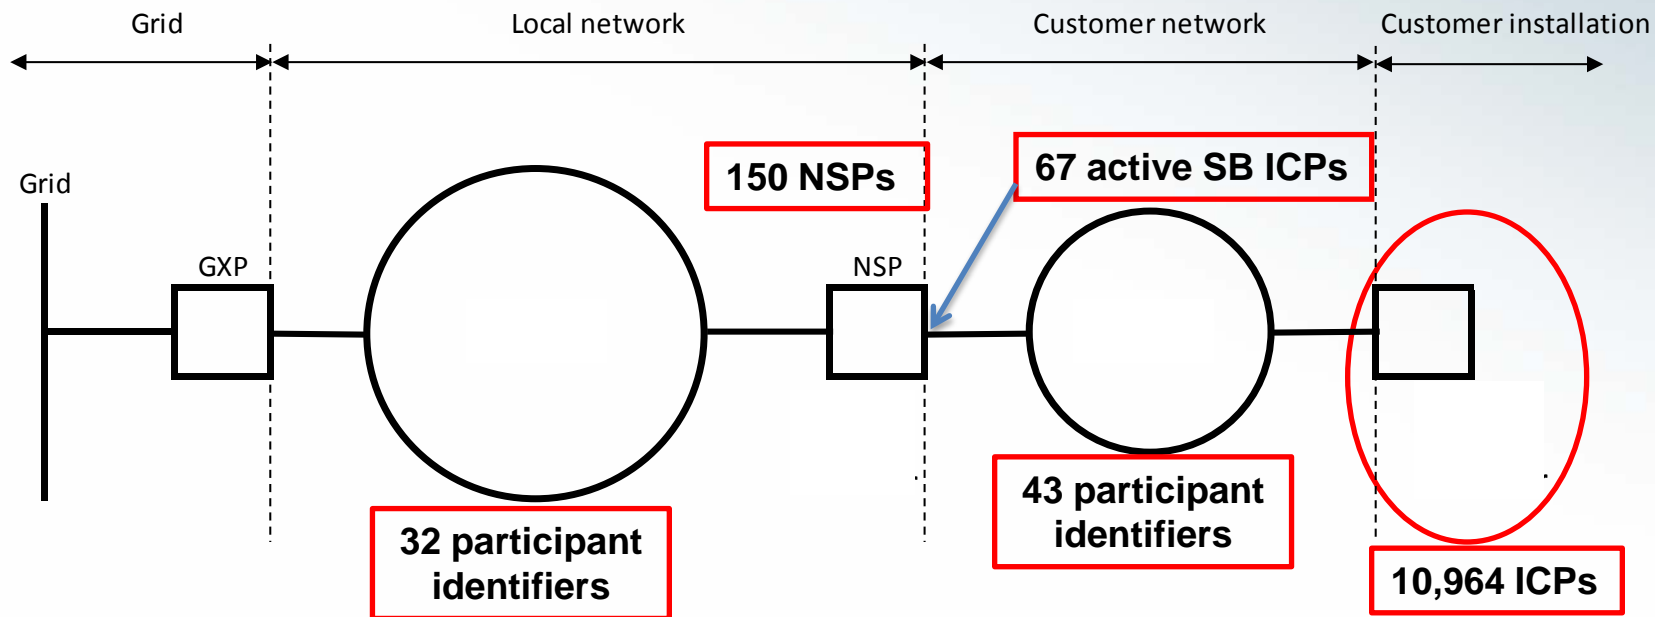 Grid
Local network
Customer network
Customer installation
150 NSPs
67 active SB ICPs
Grid
GXP
NSP
43 participant
identifiers
32 participant
identifiers
10,964 ICPs